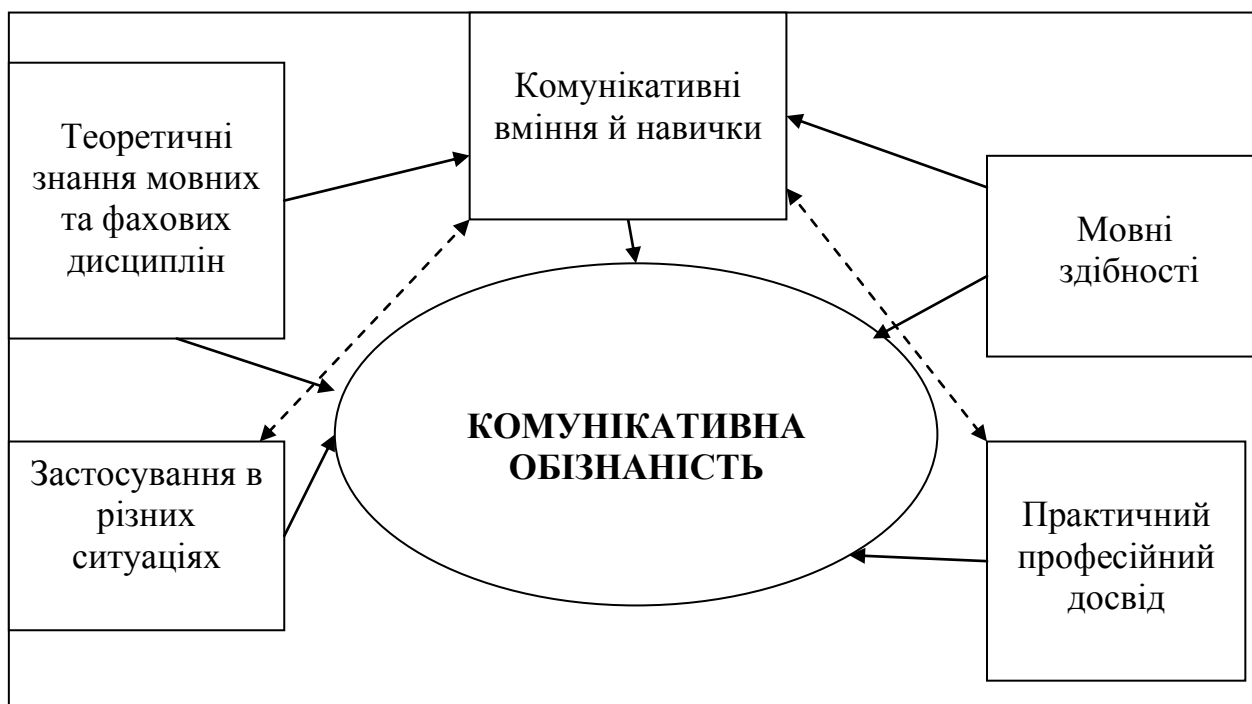 Комунікативні
вміння й навички
Теоретичні
знання мовних
та фахових
дисциплін
Мовні
здібності
КОМУНІКАТИВНА
ОБІЗНАНІСТЬ
Застосування в
різних
ситуаціях
Практичний
професійний
досвід